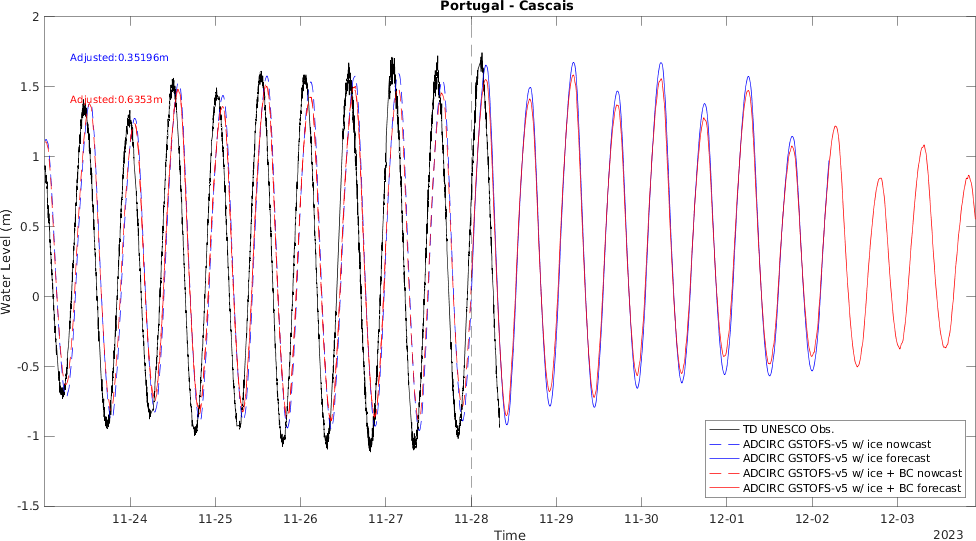 Portugal - Cascais
Adjusted:0.35196m
Adjusted:0.6353m
Water Level (m)
2
1.5
1
0.5
0
-0.5
-1
-1.5
TD UNESCO Obs.
ADCIRC GSTOFS-v5 w/ ice nowcast
ADCIRC GSTOFS-v5 w/ ice forecast
ADCIRC GSTOFS-v5 w/ ice + BC nowcast
ADCIRC GSTOFS-v5 w/ ice + BC forecast
11-24 11-25 11-26 11-27 11-28 11-29 11-30 12-01 12-02 12-03
Time
2023